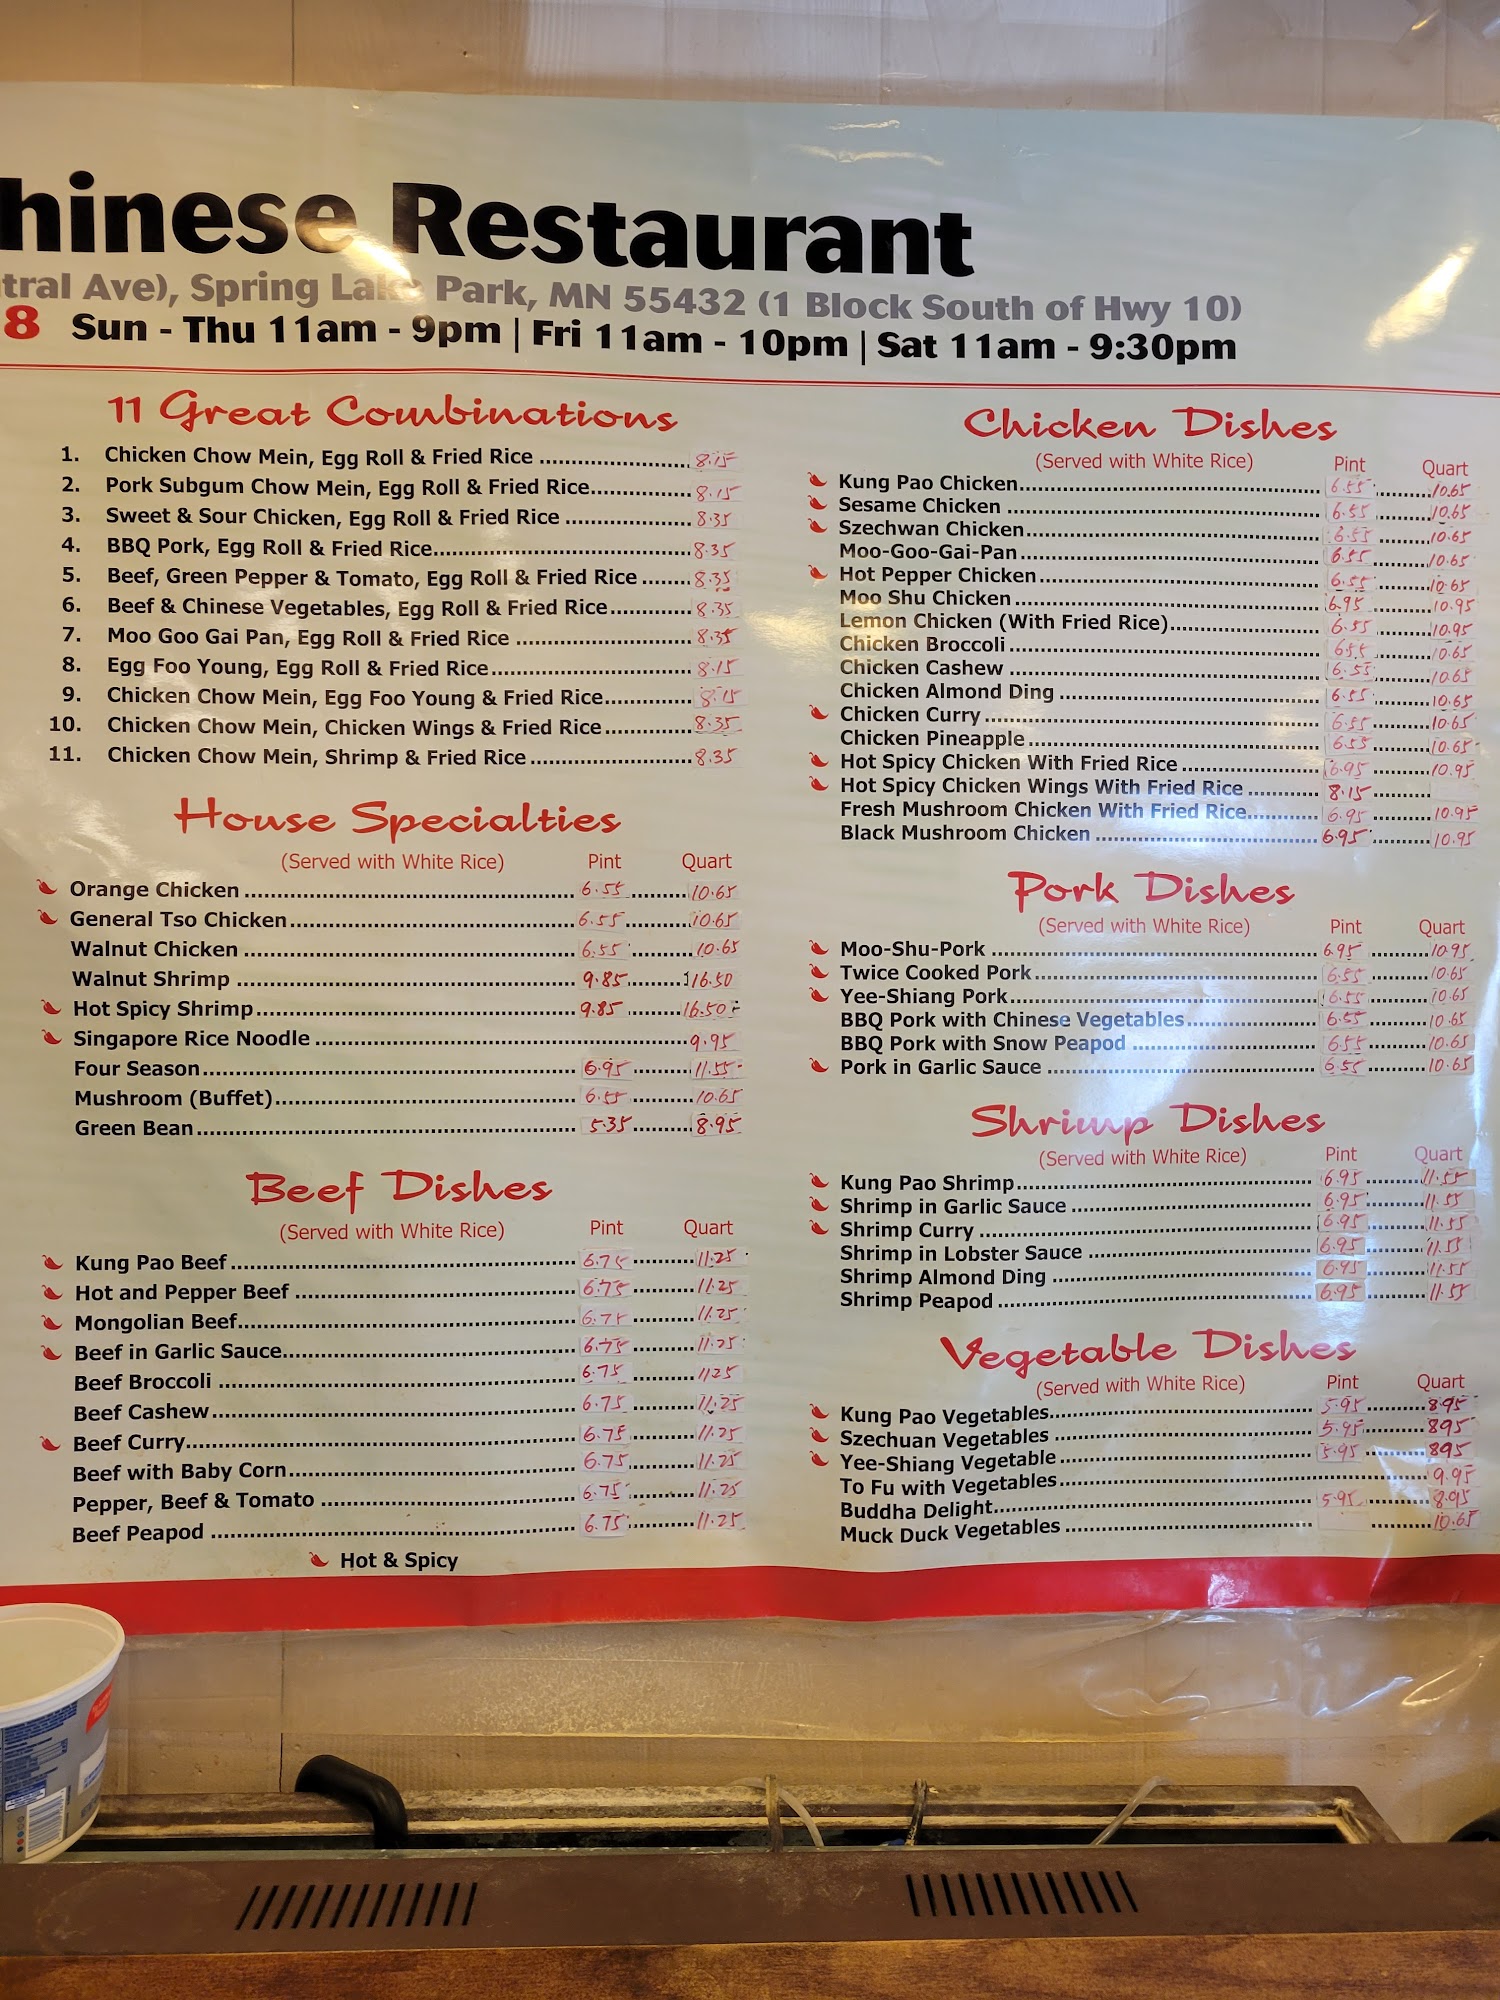 hinese Restaurant
tral Ave), Spring Lake Park, MN 55432 (1 Block South of Hwy 10)
8 Sun - Thu 11am - 9pm | Fri 11am - 10pm | Sat 11am - 9:30pm
11 Great Combinations
1. Chicken Chow Mein, Egg Roll & Fried Rice 8.15
2. Pork Subgum Chow Mein, Egg Roll & Fried Rice 8.15
3. Sweet & Sour Chicken, Egg Roll & Fried Rice 8.35
4. BBQ Pork, Egg Roll & Fried Rice 8.35
5. Beef, Green Pepper & Tomato, Egg Roll & Fried Rice 8.35
6. Beef & Chinese Vegetables, Egg Roll & Fried Rice 8.35
7. Moo Goo Gai Pan, Egg Roll & Fried Rice 8.35
8. Egg Foo Young, Egg Roll & Fried Rice 8.15
9. Chicken Chow Mein, Egg Foo Young & Fried Rice 8.15
10. Chicken Chow Mein, Chicken Wings & Fried Rice 8.35
11. Chicken Chow Mein, Shrimp & Fried Rice 8.35
House Specialties
(Served with White Rice) Pint Quart
Orange Chicken 6.55 10.65
General Tso Chicken 6.55 10.65
Walnut Chicken 6.55 10.65
Walnut Shrimp 9.85 16.50
Hot Spicy Shrimp 9.85 16.50
Singapore Rice Noodle 9.95
Four Season 6.95 11.55
Mushroom (Buffet) 6.55 10.65
Green Bean 5.35 8.95
Beef Dishes
(Served with White Rice) Pint Quart
Kung Pao Beef 6.75 11.25
Hot and Pepper Beef 6.75 11.25
Mongolian Beef 6.75 11.25
Beef in Garlic Sauce 6.75 11.25
Beef Broccoli 6.75 1125
Beef Cashew 6.75 11.25
Beef Curry 6.75 11.25
Beef with Baby Corn 6.75 11.25
Pepper, Beef & Tomato 6.75 11.25
Beef Peapod 6.75 11.25
Hot & Spicy
Chicken Dishes
(Served with White Rice) Pint Quart
Kung Pao Chicken 6.55 10.65
Sesame Chicken 6.55 10.65
Szechwan Chicken 6.55 10.65
Moo-Goo-Gai-Pan 6.55 10.65
Hot Pepper Chicken 6.55 10.65
Moo Shu Chicken 6.95 10.95
Lemon Chicken (With Fried Rice) 6.55 10.95
Chicken Broccoli 6.55 10.65
Chicken Cashew 6.55 10.65
Chicken Almond Ding 6.55 10.65
Chicken Curry 6.55 10.65
Chicken Pineapple 6.55 10.65
Hot Spicy Chicken With Fried Rice 6.95 10.95
Hot Spicy Chicken Wings With Fried Rice 8.15
Fresh Mushroom Chicken With Fried Rice 6.95 10.95
Black Mushroom Chicken 6.95 10.95
Pork Dishes
(Served with White Rice) Pint Quart
Moo-Shu-Pork 6.95 10.95
Twice Cooked Pork 6.55 10.65
Yee-Shiang Pork 6.55 10.65
BBQ Pork with Chinese Vegetables 6.55 10.65
BBQ Pork with Snow Peapod 6.55 10.65
Pork in Garlic Sauce 6.55 10.65
Shrimp Dishes
(Served with White Rice) Pint Quart
Kung Pao Shrimp 6.95 11.55
Shrimp in Garlic Sauce 6.95 11.55
Shrimp Curry 6.95 11.55
Shrimp in Lobster Sauce 6.95 11.55
Shrimp Almond Ding 6.95 11.55
Shrimp Peapod 6.95 11.55
Vegetable Dishes
(Served with White Rice) Pint Quart
Kung Pao Vegetables 5.95 8.95
Szechuan Vegetables 5.95 895
Yee-Shiang Vegetable 5.95 895
To Fu with Vegetables 9.95
Buddha Delight 5.95 8.95
Muck Duck Vegetables 10.65